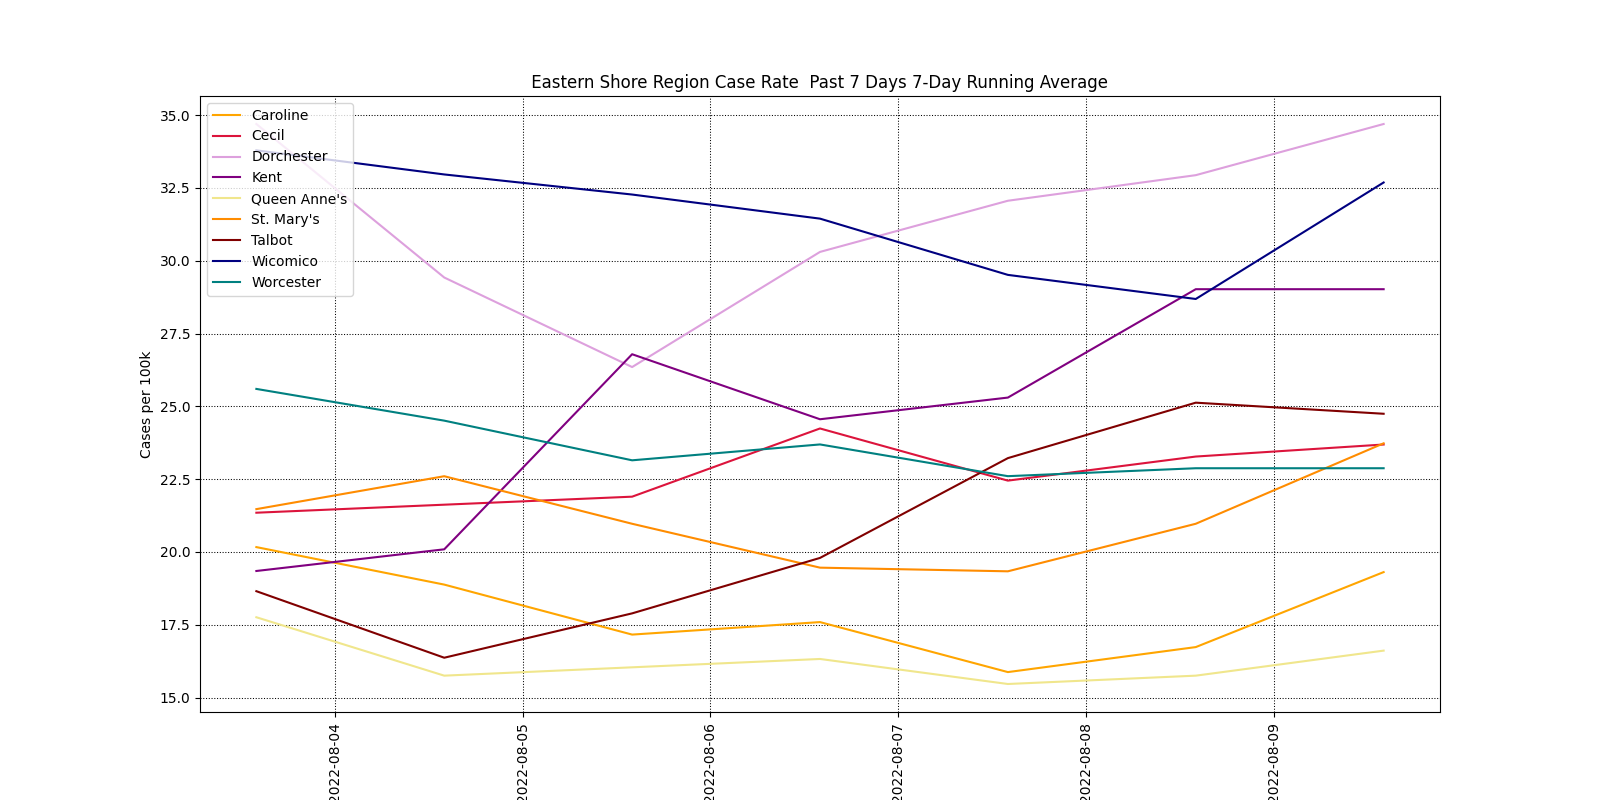 Eastern Shore Region Case Rate  Past 7 Days 7-Day Running Average
Caroline
Cecil
Dorchester
Kent
Queen Anne's
St. Mary's
Talbot
Wicomico
Worcester
Cases per 100k
35.0
32.5
30.0
27.5
25.0
22.5
20.0
17.5
15.0
2022-08-04
2022-08-05
2022-08-06
2022-08-07
2022-08-08
2022-08-09